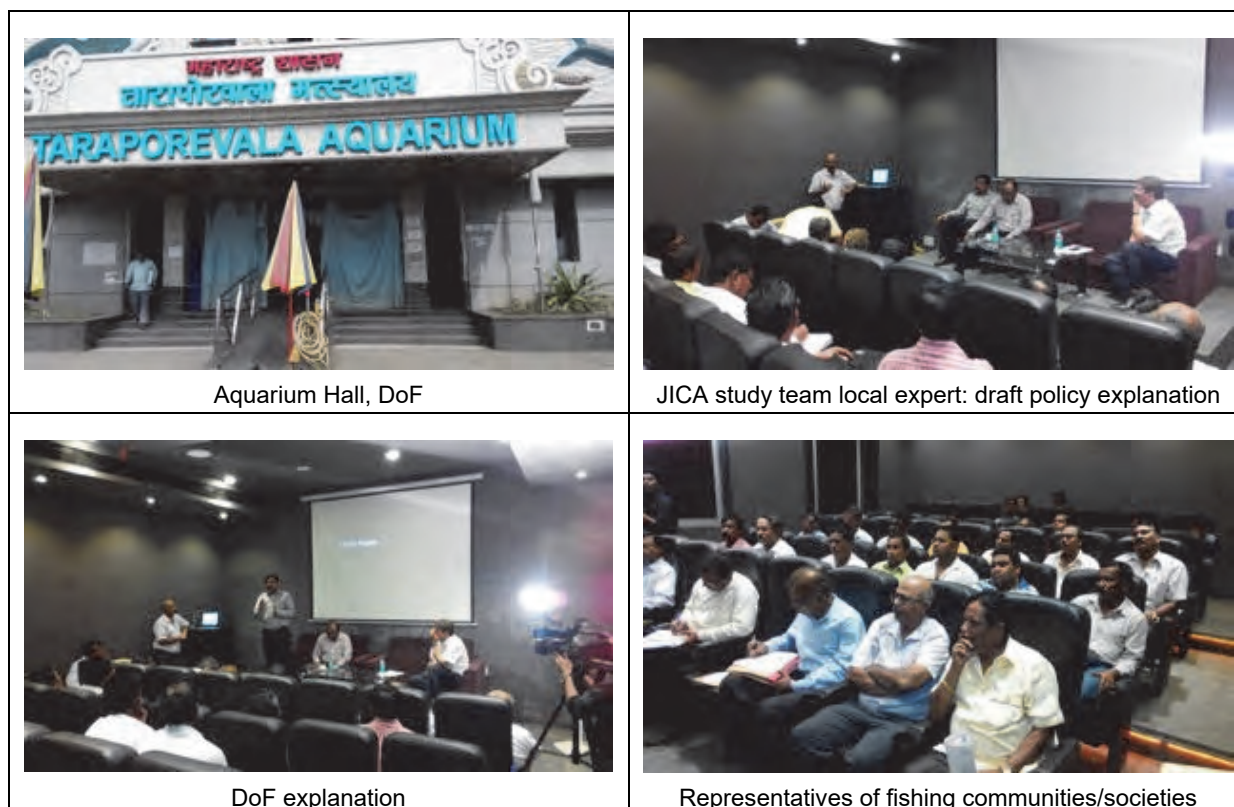 महाराष्ट्र शासन
तारापोरवाला मत्स्यालय
TARAPOREVALA AQUARIUM
Aquarium Hall, DoF
JICA study team local expert: draft policy explanation
DoF explanation
Representatives of fishing communities/societies